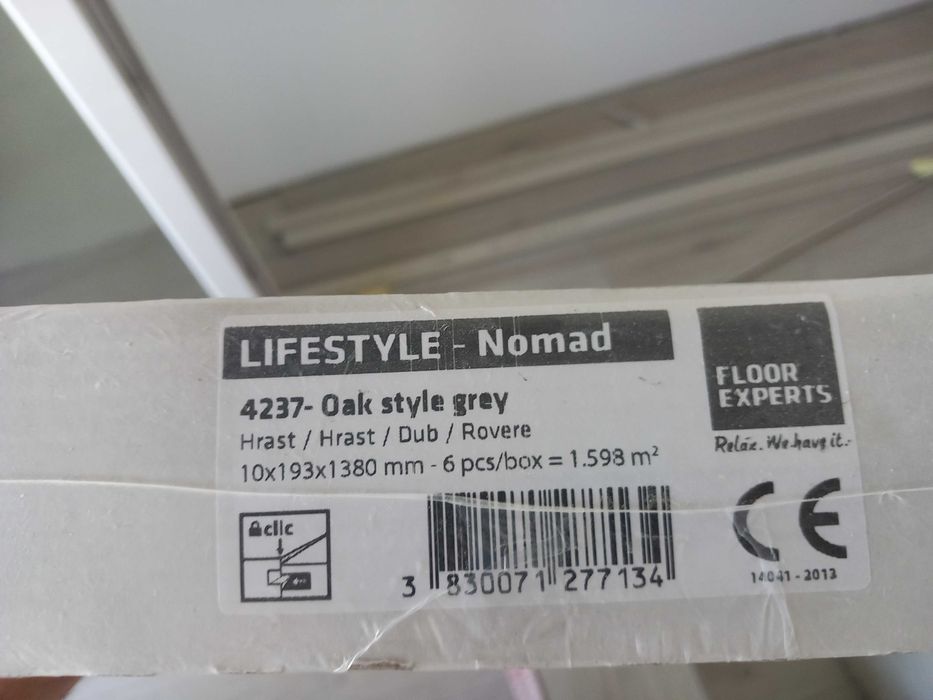 LIFESTYLE - Nomad
4237- Oak style grey
Hrast / Hrast / Dub / Rovere
10x193x1380 mm - 6 pcs/box = 1.598 m²
clic
3 830071 277134
FLOOR
EXPERTS
Relax. We have it.
CE
14041 - 2013